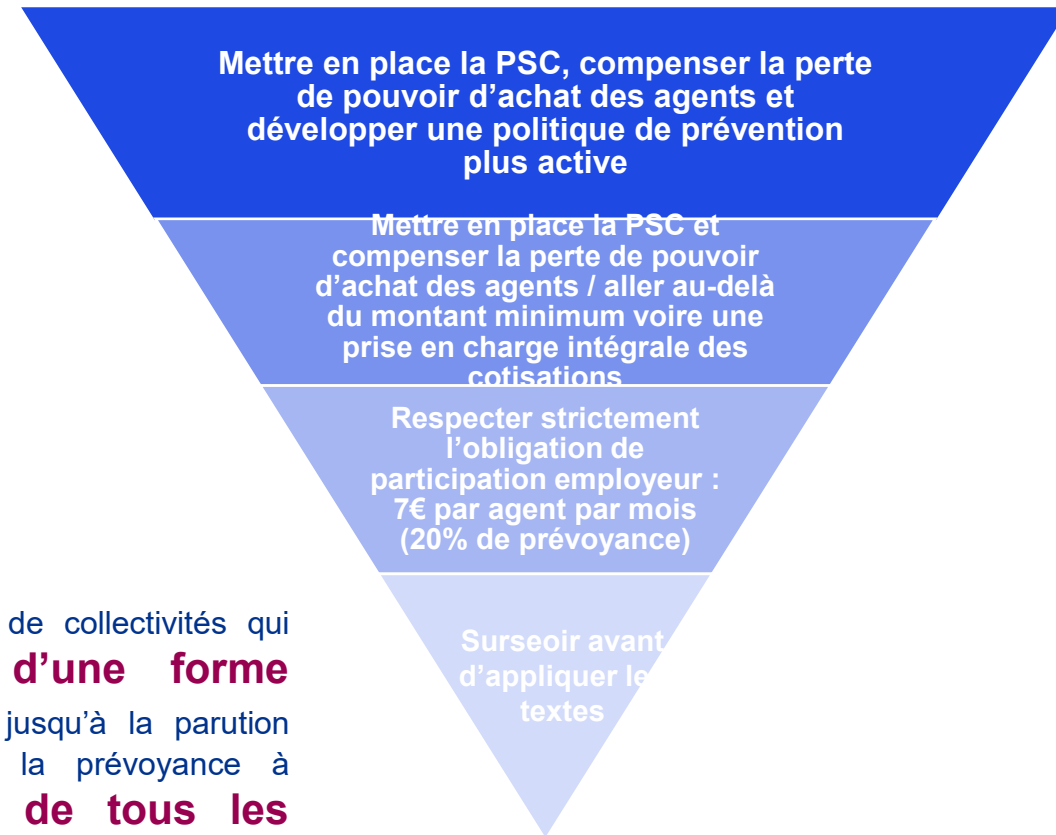 Mettre en place la PSC, compenser la perte
de pouvoir d’achat des agents et
développer une politique de prévention
plus active
Mettre en place la PSC et
compenser la perte de pouvoir
d’achat des agents / aller au-delà
du montant minimum voire une
prise en charge intégrale des
cotisations
Respecter strictement
l’obligation de
participation employeur :
7€ par agent par mois
(20% de prévoyance)
Surseoir avant
d’appliquer les
textes
de collectivités qui
d’une forme
jusqu’à la parution
la prévoyance à
de tous les